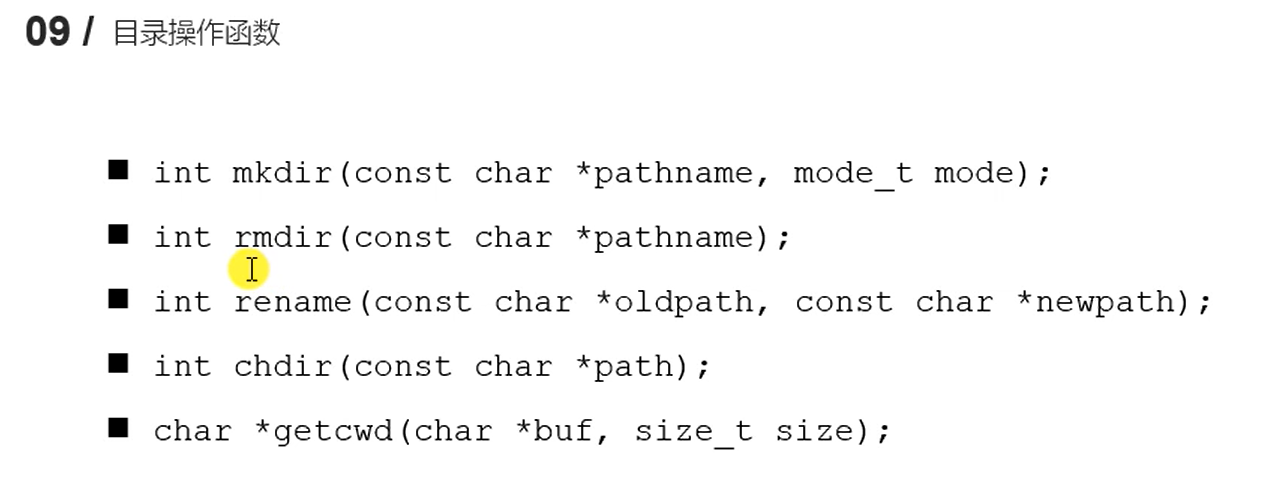 09 / 目录操作函数
■ int mkdir(const char *pathname, mode_t mode);
■ int rmdir(const char *pathname);
■ int rename(const char *oldpath, const char *newpath);
■ int chdir(const char *path);
■ char *getcwd(char *buf, size_t size);